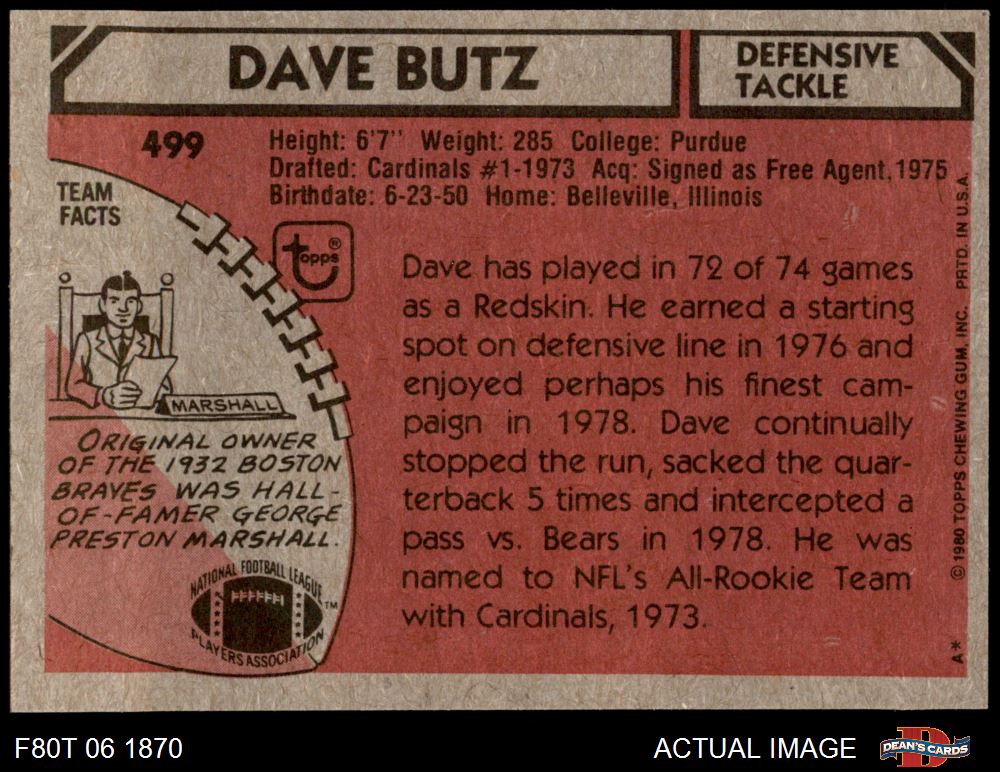 DAVE BUTZ
DEFENSIVE
TACKLE
499
Height: 6'7" Weight: 285 College: Purdue
Drafted: Cardinals #1-1973 Acq: Signed as Free Agent, 1975
Birthdate: 6-23-50 Home: Belleville, Illinois
TEAM
FACTS
topps®
MARSHALL
ORIGINAL OWNER
OF THE 1932 BOSTON
BRAVES WAS HALL-
OF-FAMER GEORGE
PRESTON MARSHALL.
NATIONAL FOOTBALL LEAGUE
PLAYERS ASSOCIATION
TM
Dave has played in 72 of 74 games
as a Redskin. He earned a starting
spot on defensive line in 1976 and
enjoyed perhaps his finest cam-
paign in 1978. Dave continually
stopped the run, sacked the quar-
terback 5 times and intercepted a
pass vs. Bears in 1978. He was
named to NFL's All-Rookie Team
with Cardinals, 1973.
© 1980 TOPPS CHEWING GUM, INC. PRTD. IN U.S.A.
A*
F80T 06 1870
ACTUAL IMAGE
D
DEAN'S CARDS